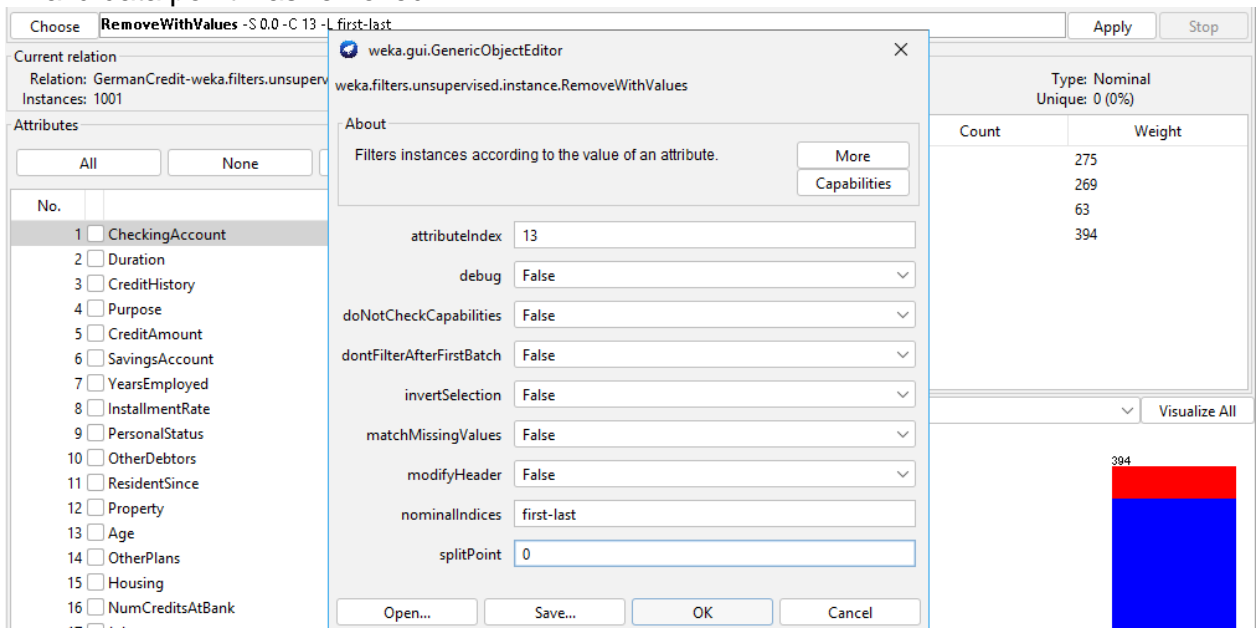 Choose RemoveWithValues -S 0.0 -C 13 -L first-last Apply Stop
Current relation
Relation: GermanCredit-weka.filters.unsuperv
Instances: 1001
Attributes
All None
No.
1 CheckingAccount
2 Duration
3 CreditHistory
4 Purpose
5 CreditAmount
6 SavingsAccount
7 YearsEmployed
8 InstallmentRate
9 PersonalStatus
10 OtherDebtors
11 ResidentSince
12 Property
13 Age
14 OtherPlans
15 Housing
16 NumCreditsAtBank
weka.gui.GenericObjectEditor
weka.filters.unsupervised.instance.RemoveWithValues
About
Filters instances according to the value of an attribute. More
Capabilities
attributeIndex 13
debug False
doNotCheckCapabilities False
dontFilterAfterFirstBatch False
invertSelection False
matchMissingValues False
modifyHeader False
nominalIndices first-last
splitPoint 0
Open... Save... OK Cancel
Type: Nominal
Unique: 0 (0%)
Count Weight
275
269
63
394
Visualize All
394